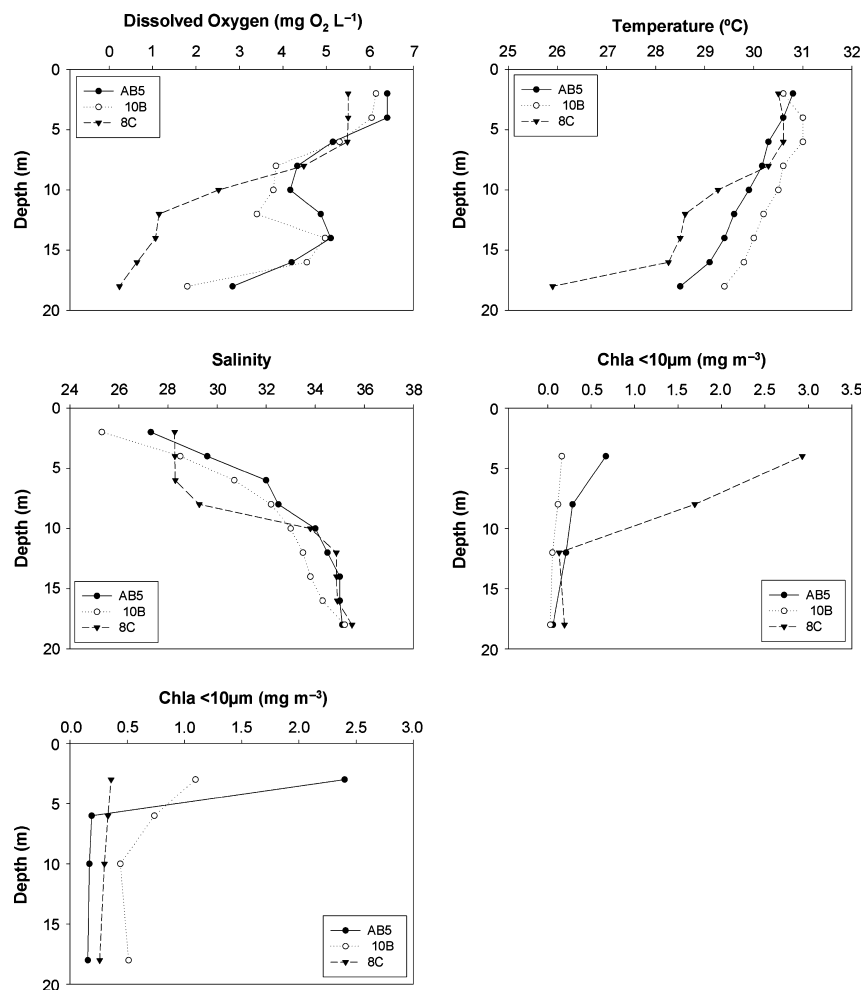 Dissolved Oxygen (mg O₂ L⁻¹)
0 1 2 3 4 5 6 7
Depth (m)
0
5
10
15
20
AB5
10B
8C
Temperature (ºC)
25 26 27 28 29 30 31 32
Depth (m)
0
5
10
15
20
AB5
10B
8C
Salinity
24 26 28 30 32 34 36 38
Depth (m)
0
5
10
15
20
AB5
10B
8C
Chla <10µm (mg m⁻³)
0.0 0.5 1.0 1.5 2.0 2.5 3.0 3.5
Depth (m)
0
5
10
15
20
AB5
10B
8C
Chla <10µm (mg m⁻³)
0.0 0.5 1.0 1.5 2.0 2.5 3.0
Depth (m)
0
5
10
15
20
AB5
10B
8C